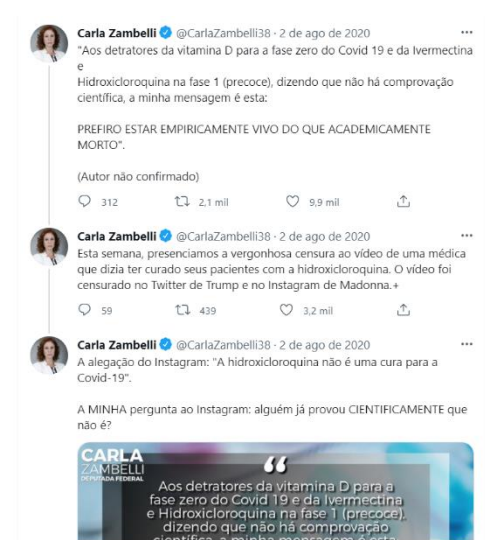 Carla Zambelli @CarlaZambelli38 · 2 de ago de 2020
"Aos detratores da vitamina D para a fase zero do Covid 19 e da Ivermectina
e
Hidroxicloroquina na fase 1 (precoce), dizendo que não há comprovação
científica, a minha mensagem é esta:
PREFIRO ESTAR EMPIRICAMENTE VIVO DO QUE ACADEMICAMENTE
MORTO".
(Autor não confirmado)
312 2,1 mil 9,9 mil
Carla Zambelli @CarlaZambelli38 · 2 de ago de 2020
Esta semana, presenciamos a vergonhosa censura ao vídeo de uma médica
que dizia ter curado seus pacientes com a hidroxicloroquina. O vídeo foi
censurado no Twitter de Trump e no Instagram de Madonna.+
59 439 3,2 mil
Carla Zambelli @CarlaZambelli38 · 2 de ago de 2020
A alegação do Instagram: "A hidroxicloroquina não é uma cura para a
Covid-19".
A MINHA pergunta ao Instagram: alguém já provou CIENTIFICAMENTE que
não é?
CARLA
ZAMBELLI
DEPUTADA FEDERAL
“
Aos detratores da vitamina D para a
fase zero do Covid 19 e da Ivermectina
e Hidroxicloroquina na fase 1 (precoce),
dizendo que não há comprovação
científica, a minha mensagem é esta